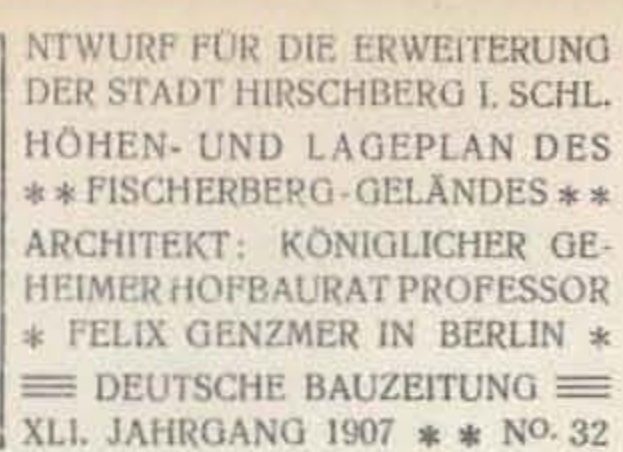 NTWURF FÜR DIE ERWEITERUNG
DER STADT HIRSCHBERG I. SCHL.
HÖHEN- UND LAGEPLAN DES
* * FISCHERBERG-GELÄNDES * *
ARCHITEKT: KÖNIGLICHER GE-
HEIMER HOFBAURAT PROFESSOR
* FELIX GENZMER IN BERLIN *
DEUTSCHE BAUZEITUNG
XLI. JAHRGANG 1907 * * NO. 32